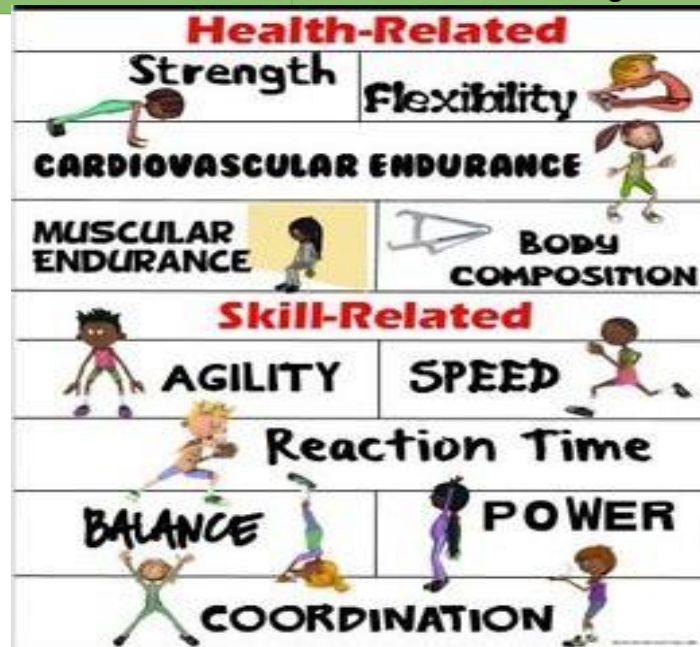 Health-Related
Strength
Flexibility
CARDIOVASCULAR ENDURANCE
MUSCULAR
ENDURANCE
BODY
COMPOSITION
Skill-Related
AGILITY
SPEED
Reaction Time
BALANCE
POWER
COORDINATION